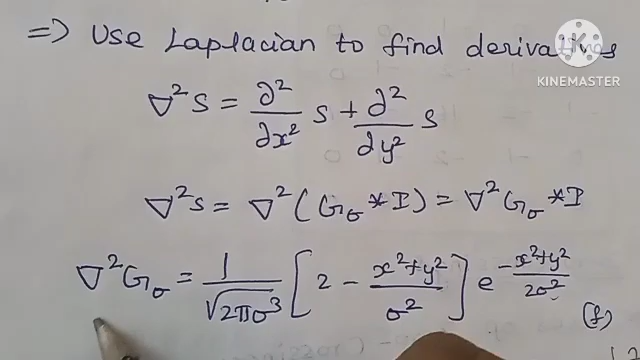 => Use Laplacian to find derivatives
KINEMASTER
∇²S = ∂²/∂x² S + ∂²/∂y² S
∇²S = ∇²(Gσ * I) = ∇²Gσ * I
∇²Gσ = 1/√2πσ³ [2 - x²+y²/σ²] e^-x²+y²/2σ²